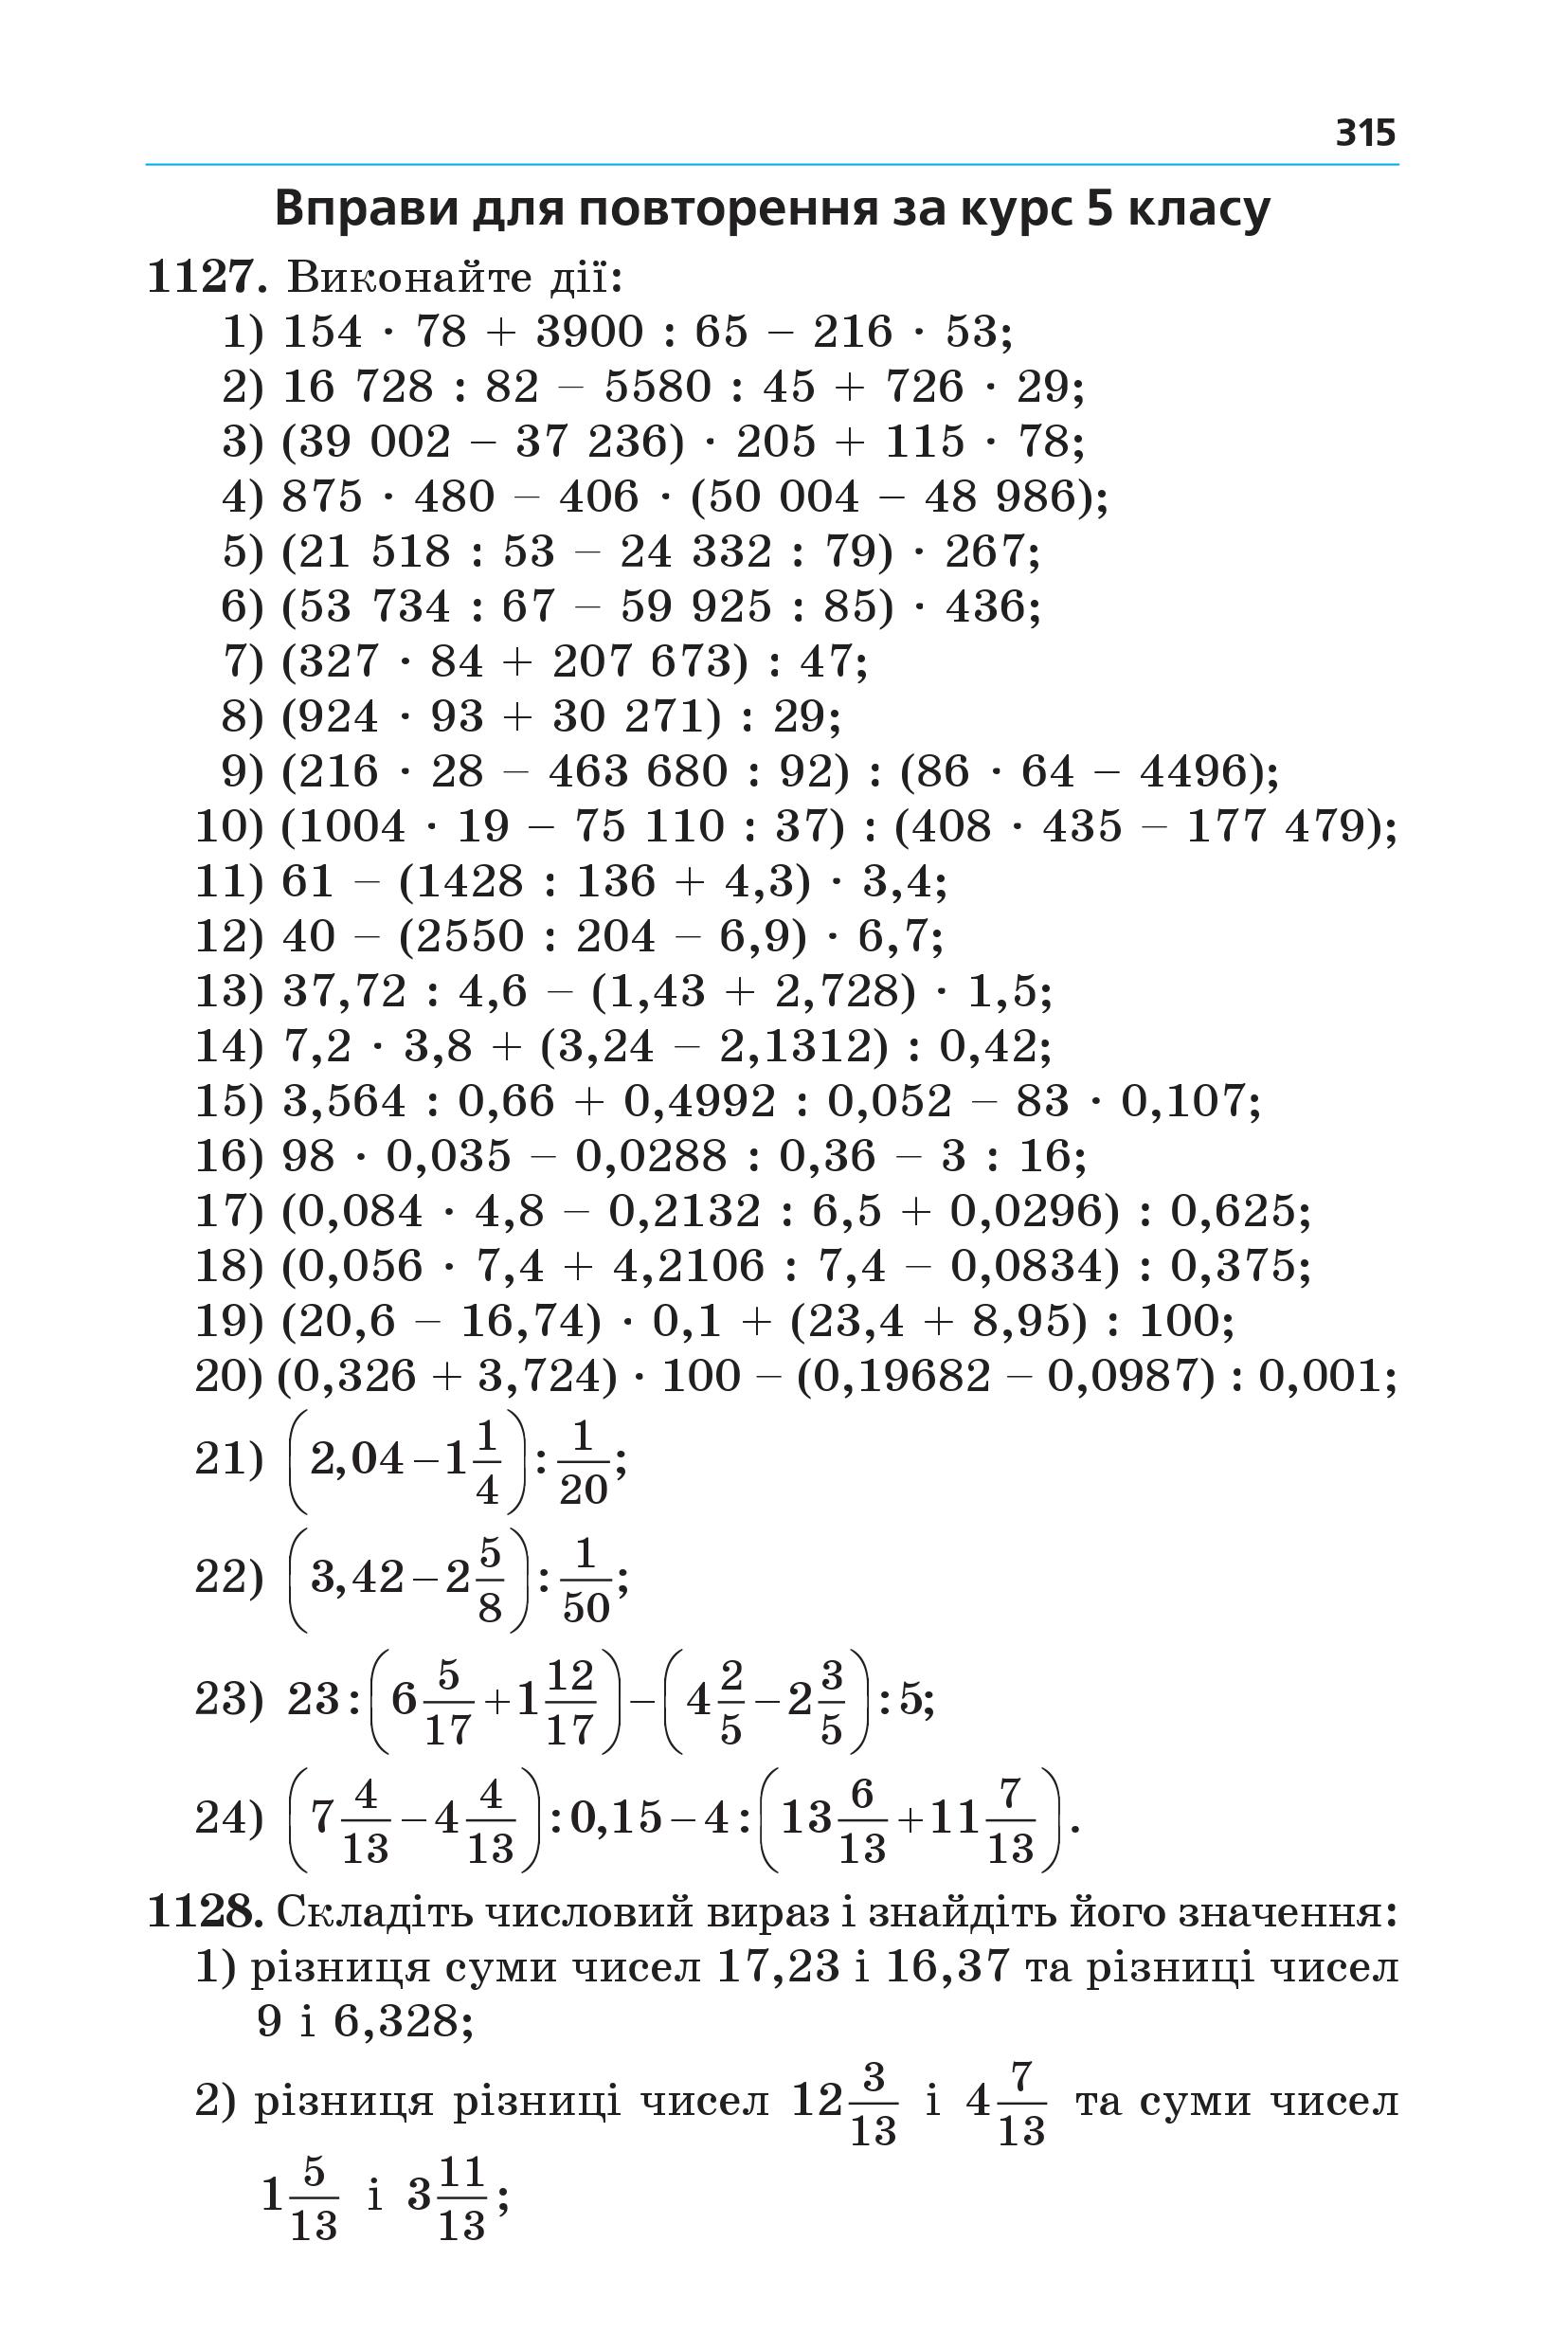 315
Вправи для повторення за курс 5 класу
1127. Виконайте дії:
1) 154 · 78 + 3900 : 65 – 216 · 53;
2) 16 728 : 82 – 5580 : 45 + 726 · 29;
3) (39 002 – 37 236) · 205 + 115 · 78;
4) 875 · 480 – 406 · (50 004 – 48 986);
5) (21 518 : 53 – 24 332 : 79) · 267;
6) (53 734 : 67 – 59 925 : 85) · 436;
7) (327 · 84 + 207 673) : 47;
8) (924 · 93 + 30 271) : 29;
9) (216 · 28 – 463 680 : 92) : (86 · 64 – 4496);
10) (1004 · 19 – 75 110 : 37) : (408 · 435 – 177 479);
11) 61 – (1428 : 136 + 4,3) · 3,4;
12) 40 – (2550 : 204 – 6,9) · 6,7;
13) 37,72 : 4,6 – (1,43 + 2,728) · 1,5;
14) 7,2 · 3,8 + (3,24 – 2,1312) : 0,42;
15) 3,564 : 0,66 + 0,4992 : 0,052 – 83 · 0,107;
16) 98 · 0,035 – 0,0288 : 0,36 – 3 : 16;
17) (0,084 · 4,8 – 0,2132 : 6,5 + 0,0296) : 0,625;
18) (0,056 · 7,4 + 4,2106 : 7,4 – 0,0834) : 0,375;
19) (20,6 – 16,74) · 0,1 + (23,4 + 8,95) : 100;
20) (0,326 + 3,724) · 100 – (0,19682 – 0,0987) : 0,001;
21) (2,04 – 1 1/4) : 1/20;
22) (3,42 – 2 5/8) : 1/50;
23) 23 : (6 5/17 + 1 12/17) – (4 2/5 – 2 3/5) : 5;
24) (7 4/13 – 4 4/13) : 0,15 – 4 : (13 6/13 + 11 7/13).
1128. Складіть числовий вираз і знайдіть його значення:
1) різниця суми чисел 17,23 і 16,37 та різниці чисел
9 і 6,328;
2) різниця різниці чисел 12 3/13 і 4 7/13 та суми чисел
1 5/13 і 3 11/13;